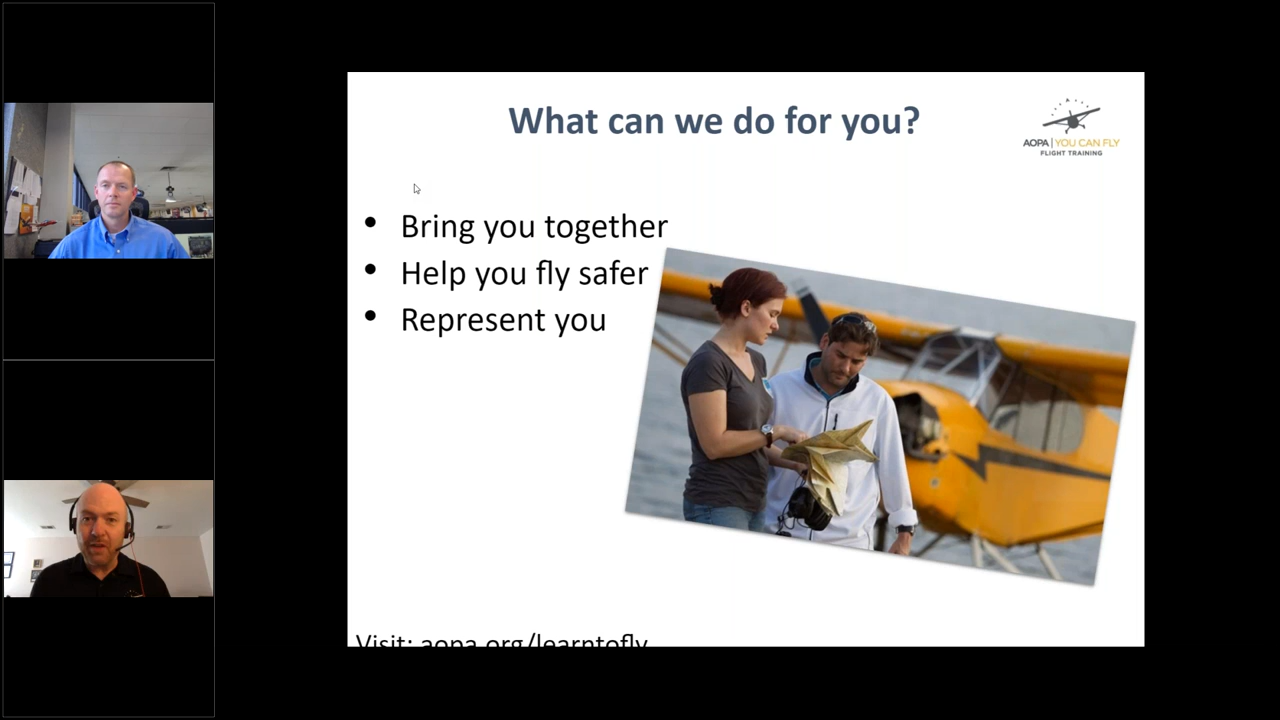 What can we do for you?
AOPA | YOU CAN FLY
FLIGHT TRAINING
• Bring you together
• Help you fly safer
• Represent you
Visit: aopa.org/learntofly